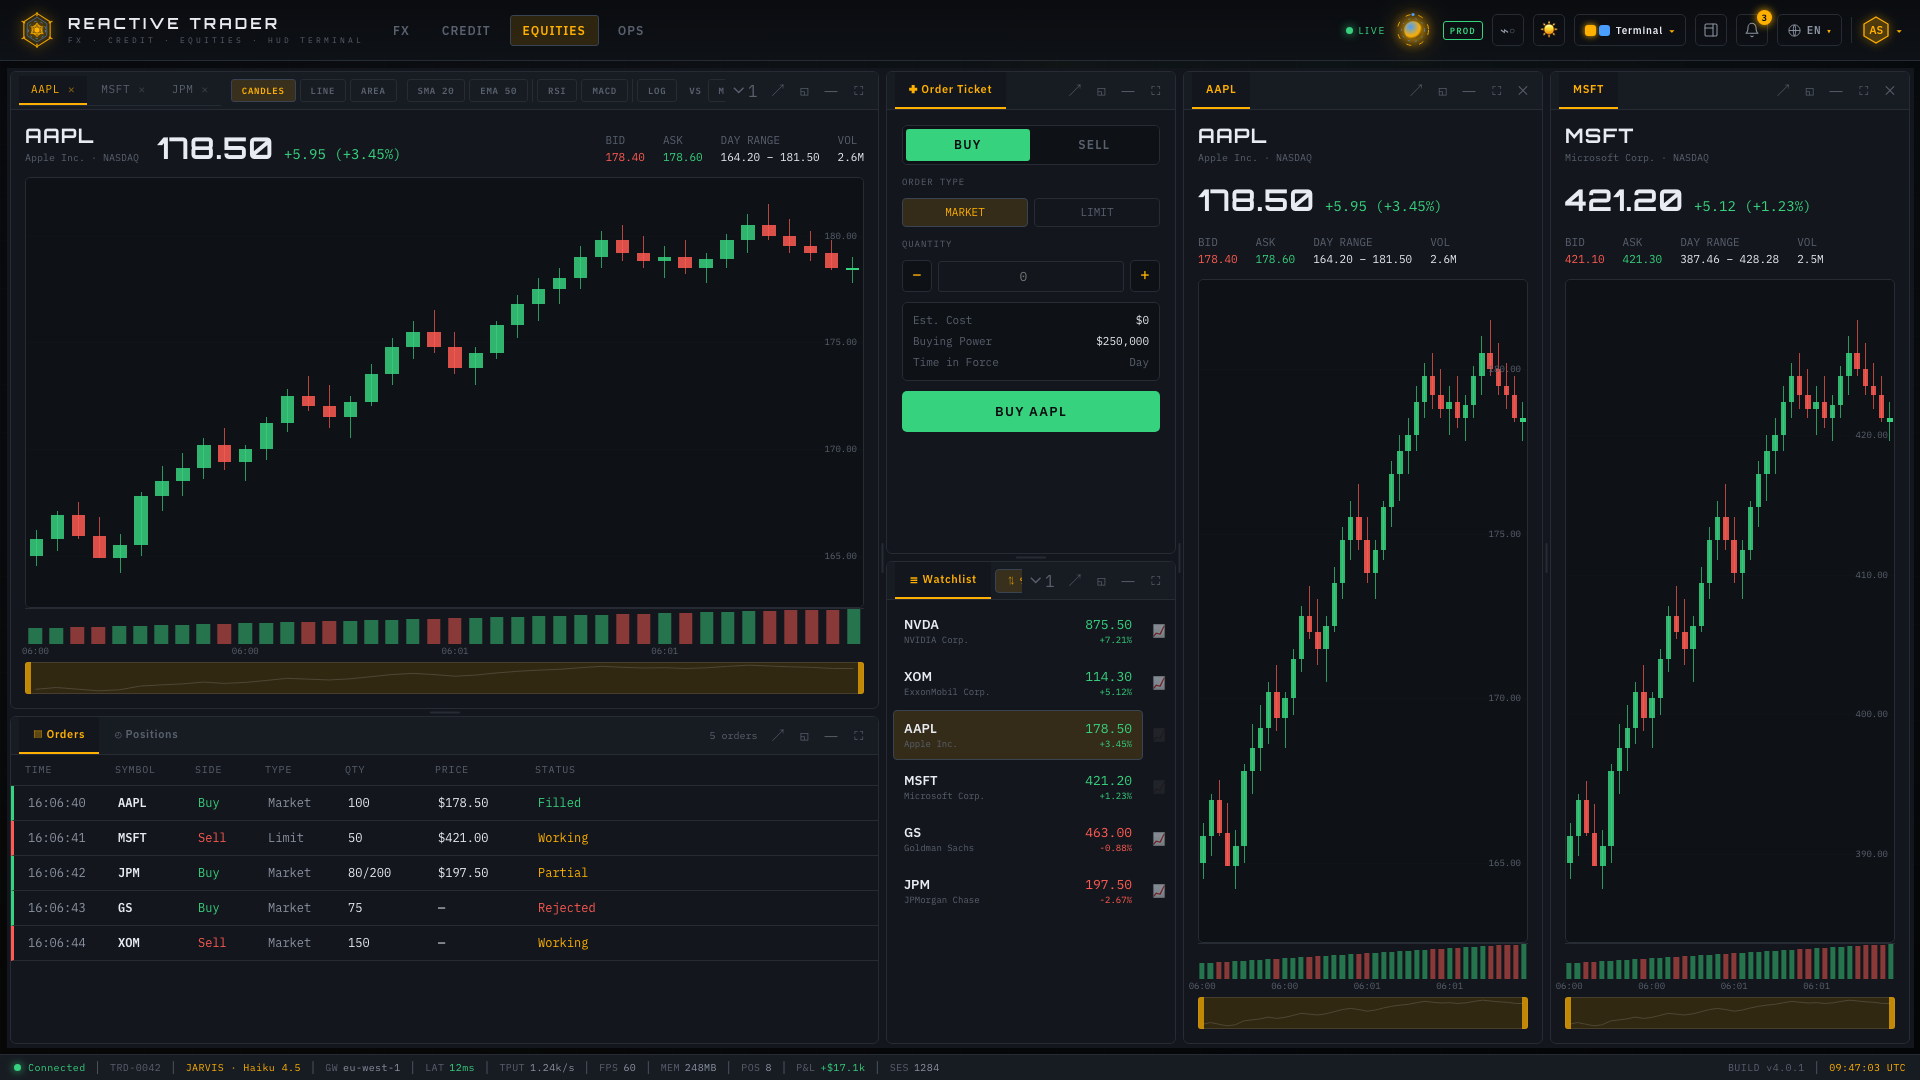 REACTIVE TRADER
FX · CREDIT · EQUITIES · HUD TERMINAL
FX CREDIT EQUITIES OPS
LIVE PROD Terminal 3 EN AS
AAPL × MSFT × JPM × CANDLES LINE AREA SMA 20 EMA 50 RSI MACD LOG VS M 1
AAPL
Apple Inc. · NASDAQ
178.50 +5.95 (+3.45%)
BID ASK DAY RANGE VOL
178.40 178.60 164.20 – 181.50 2.6M
180.00
175.00
170.00
165.00
06:00 06:00 06:01 06:01
Orders Positions 5 orders
TIME SYMBOL SIDE TYPE QTY PRICE STATUS
16:06:40 AAPL Buy Market 100 $178.50 Filled
16:06:41 MSFT Sell Limit 50 $421.00 Working
16:06:42 JPM Buy Market 80/200 $197.50 Partial
16:06:43 GS Buy Market 75 — Rejected
16:06:44 XOM Sell Market 150 — Working
Order Ticket
BUY SELL
ORDER TYPE
MARKET LIMIT
QUANTITY
− 0 +
Est. Cost $0
Buying Power $250,000
Time in Force Day
BUY AAPL
Watchlist 1
NVDA 875.50
NVIDIA Corp. +7.21%
XOM 114.30
ExxonMobil Corp. +5.12%
AAPL 178.50
Apple Inc. +3.45%
MSFT 421.20
Microsoft Corp. +1.23%
GS 463.00
Goldman Sachs -0.88%
JPM 197.50
JPMorgan Chase -2.67%
AAPL
AAPL
Apple Inc. · NASDAQ
178.50 +5.95 (+3.45%)
BID ASK DAY RANGE VOL
178.40 178.60 164.20 – 181.50 2.6M
180.00
175.00
170.00
165.00
06:00 06:00 06:01 06:01
MSFT
MSFT
Microsoft Corp. · NASDAQ
421.20 +5.12 (+1.23%)
BID ASK DAY RANGE VOL
421.10 421.30 387.46 – 428.28 2.5M
420.00
410.00
400.00
390.00
06:00 06:00 06:01 06:01
Connected TRD-0042 JARVIS · Haiku 4.5 GW eu-west-1 LAT 12ms TPUT 1.24k/s FPS 60 MEM 248MB POS 8 P&L +$17.1k SES 1284 BUILD v4.0.1 09:47:03 UTC